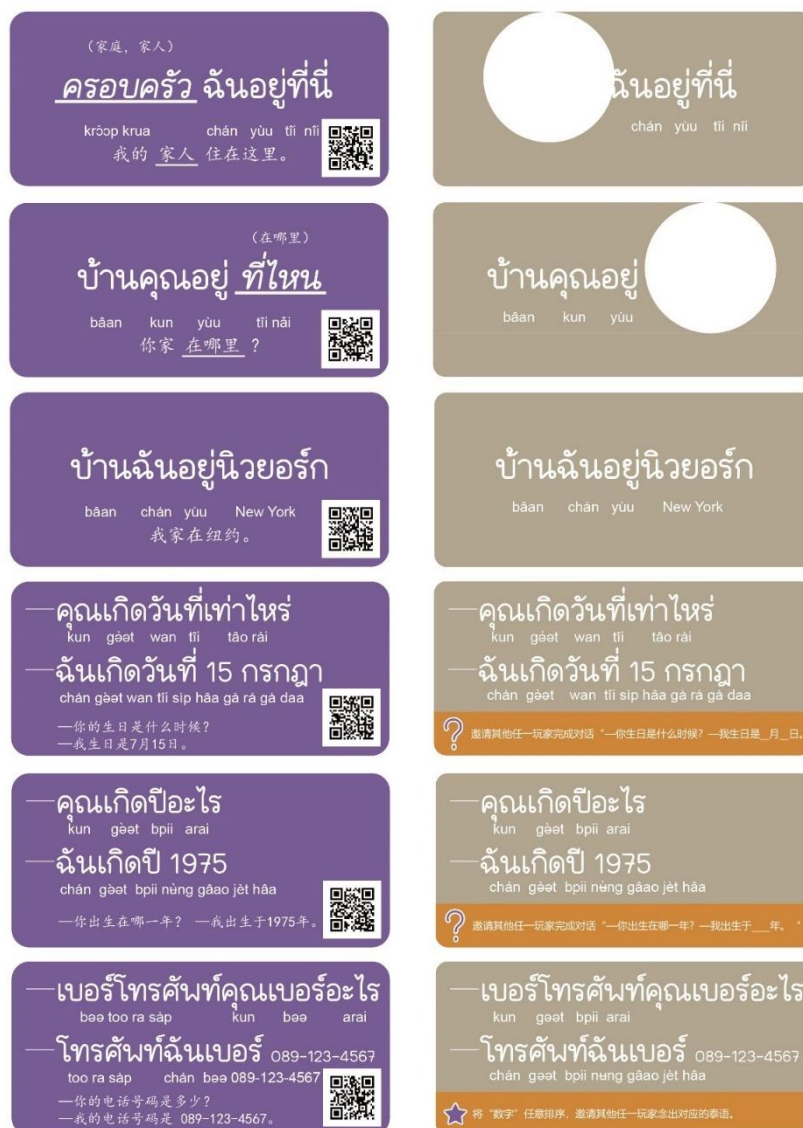 (家庭，家人)
ครอบครัว ฉันอยู่ที่นี่
krɔ̂ɔp krua chán yùu tîi nîi
我的 家人 住在这里。
ฉันอยู่ที่นี่
chán yùu tîi nîi
(在哪里)
บ้านคุณอยู่ ที่ไหน
bâan kun yùu tîi nǎi
你家 在哪里 ?
บ้านคุณอยู่
bâan kun yùu
บ้านฉันอยู่นิวยอร์ก
bâan chán yùu New York
我家在纽约。
บ้านฉันอยู่นิวยอร์ก
bâan chán yùu New York
—คุณเกิดวันที่เท่าไหร่
kun gə̀ət wan tîi tâo rài
—ฉันเกิดวันที่ 15 กรกฎา
chán gə̀ət wan tîi sìp hâa gà rá gà daa
—你的生日是什么时候?
—我生日是7月15日。
—คุณเกิดวันที่เท่าไหร่
kun gə̀ət wan tîi tâo rài
—ฉันเกิดวันที่ 15 กรกฎา
chán gə̀ət wan tîi sìp hâa gà rá gà daa
? 邀请其他任一玩家完成对话“—你生日是什么时候? —我生日是_月_日。
—คุณเกิดปีอะไร
kun gə̀ət bpii arai
—ฉันเกิดปี 1975
chán gə̀ət bpii nùng gâao jèt hâa
—你出生在哪一年? —我出生于1975年。
—คุณเกิดปีอะไร
kun gə̀ət bpii arai
—ฉันเกิดปี 1975
chán gə̀ət bpii nùng gâao jèt hâa
? 邀请其他任一玩家完成对话“—你出生在哪一年? —我出生于___年。”
—เบอร์โทรศัพท์คุณเบอร์อะไร
bəə too ra sàp kun bəə arai
—โทรศัพท์ฉันเบอร์ 089-123-4567
too ra sàp chán bəə 089-123-4567
—你的电话号码是多少?
—我的电话号码是 089-123-4567。
—เบอร์โทรศัพท์คุณเบอร์อะไร
kun gə̀ət bpii arai
—โทรศัพท์ฉันเบอร์ 089-123-4567
chán gə̀ət bpii nùng gâao jèt hâa
将“数字”任意排序，邀请其他任一玩家念出对应的泰语。